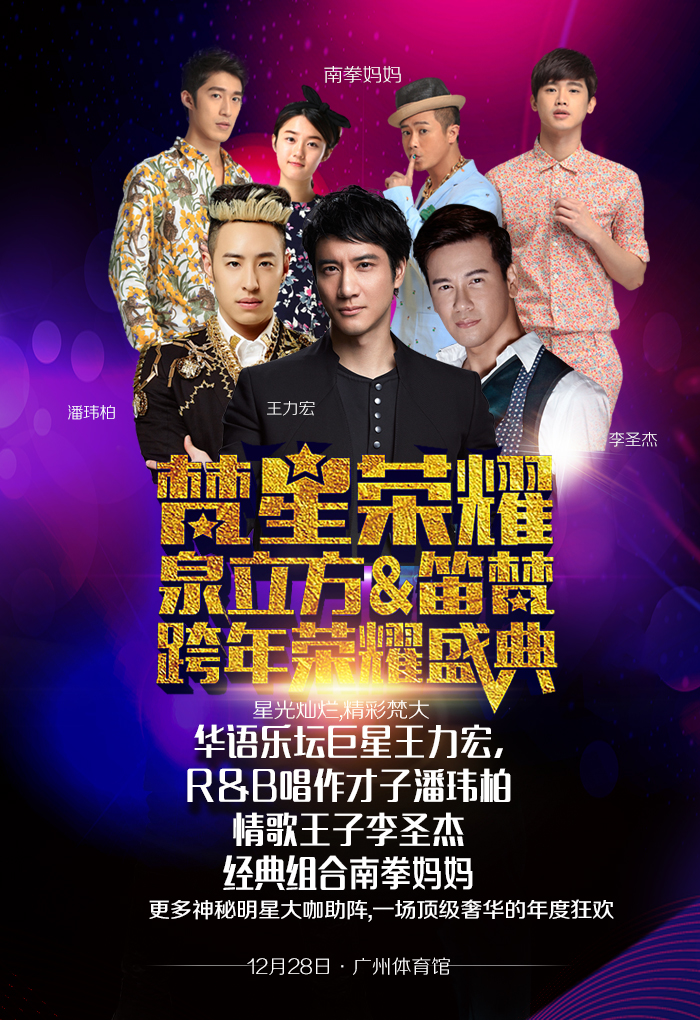 南拳妈妈
潘玮柏
王力宏
李圣杰
梵星荣耀
泉立方&笛梵
跨年荣耀盛典
星光灿烂,精彩梵大
华语乐坛巨星王力宏,
R&B唱作才子潘玮柏
情歌王子李圣杰
经典组合南拳妈妈
更多神秘明星大咖助阵,一场顶级奢华的年度狂欢
12月28日·广州体育馆